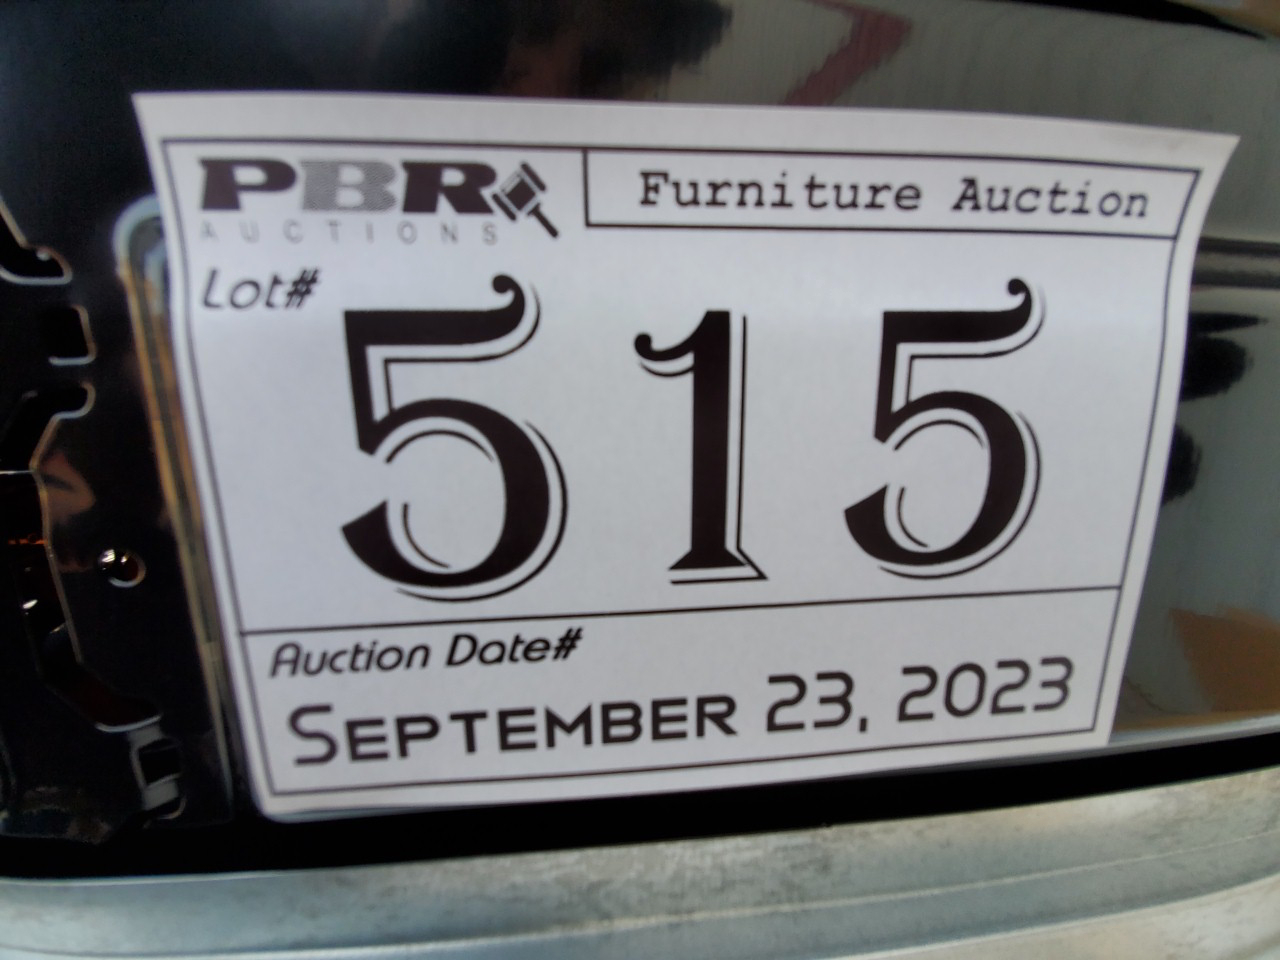 PBR
AUCTIONS
Furniture Auction
Lot#
515
Auction Date#
SEPTEMBER 23, 2023